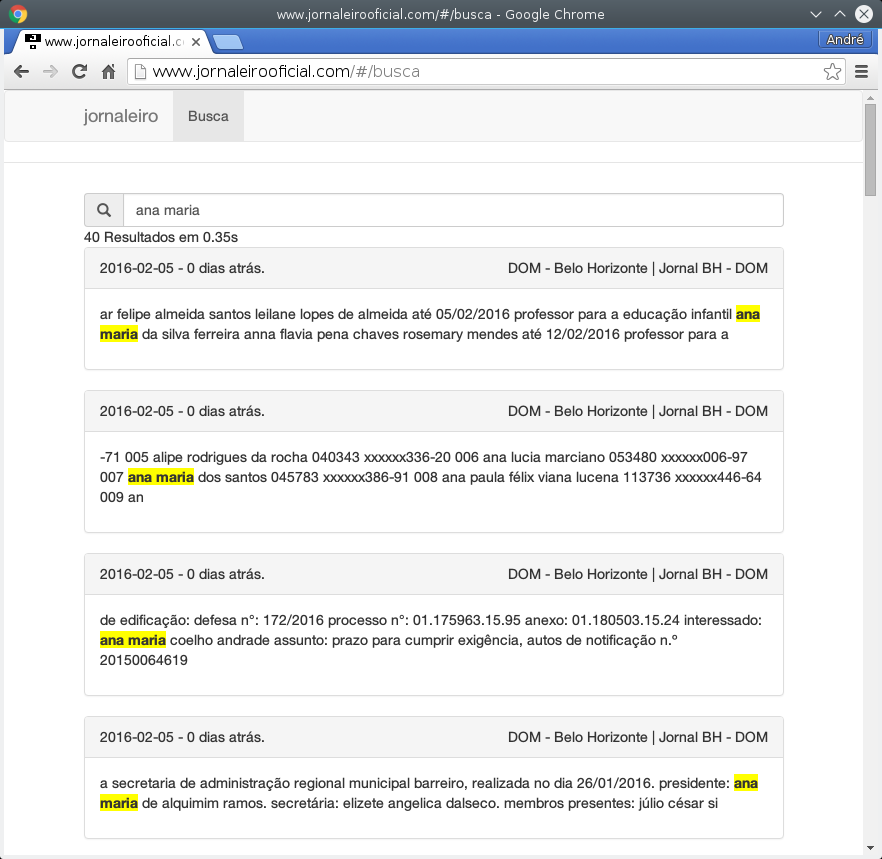 www.jornaleirooficial.com/#/busca - Google Chrome
www.jornaleirooficial.c
André
www.jornaleirooficial.com/#/busca
jornaleiro
Busca
ana maria
40 Resultados em 0.35s
2016-02-05 - 0 dias atrás. DOM - Belo Horizonte | Jornal BH - DOM
ar felipe almeida santos leilane lopes de almeida até 05/02/2016 professor para a educação infantil ana
maria da silva ferreira anna flavia pena chaves rosemary mendes até 12/02/2016 professor para a
2016-02-05 - 0 dias atrás. DOM - Belo Horizonte | Jornal BH - DOM
-71 005 alipe rodrigues da rocha 040343 xxxxxx336-20 006 ana lucia marciano 053480 xxxxxx006-97
007 ana maria dos santos 045783 xxxxxx386-91 008 ana paula félix viana lucena 113736 xxxxxx446-64
009 an
2016-02-05 - 0 dias atrás. DOM - Belo Horizonte | Jornal BH - DOM
de edificação: defesa n°: 172/2016 processo n°: 01.175963.15.95 anexo: 01.180503.15.24 interessado:
ana maria coelho andrade assunto: prazo para cumprir exigência, autos de notificação n.º
20150064619
2016-02-05 - 0 dias atrás. DOM - Belo Horizonte | Jornal BH - DOM
a secretaria de administração regional municipal barreiro, realizada no dia 26/01/2016. presidente: ana
maria de alquimim ramos. secretária: elizete angelica dalseco. membros presentes: júlio césar si